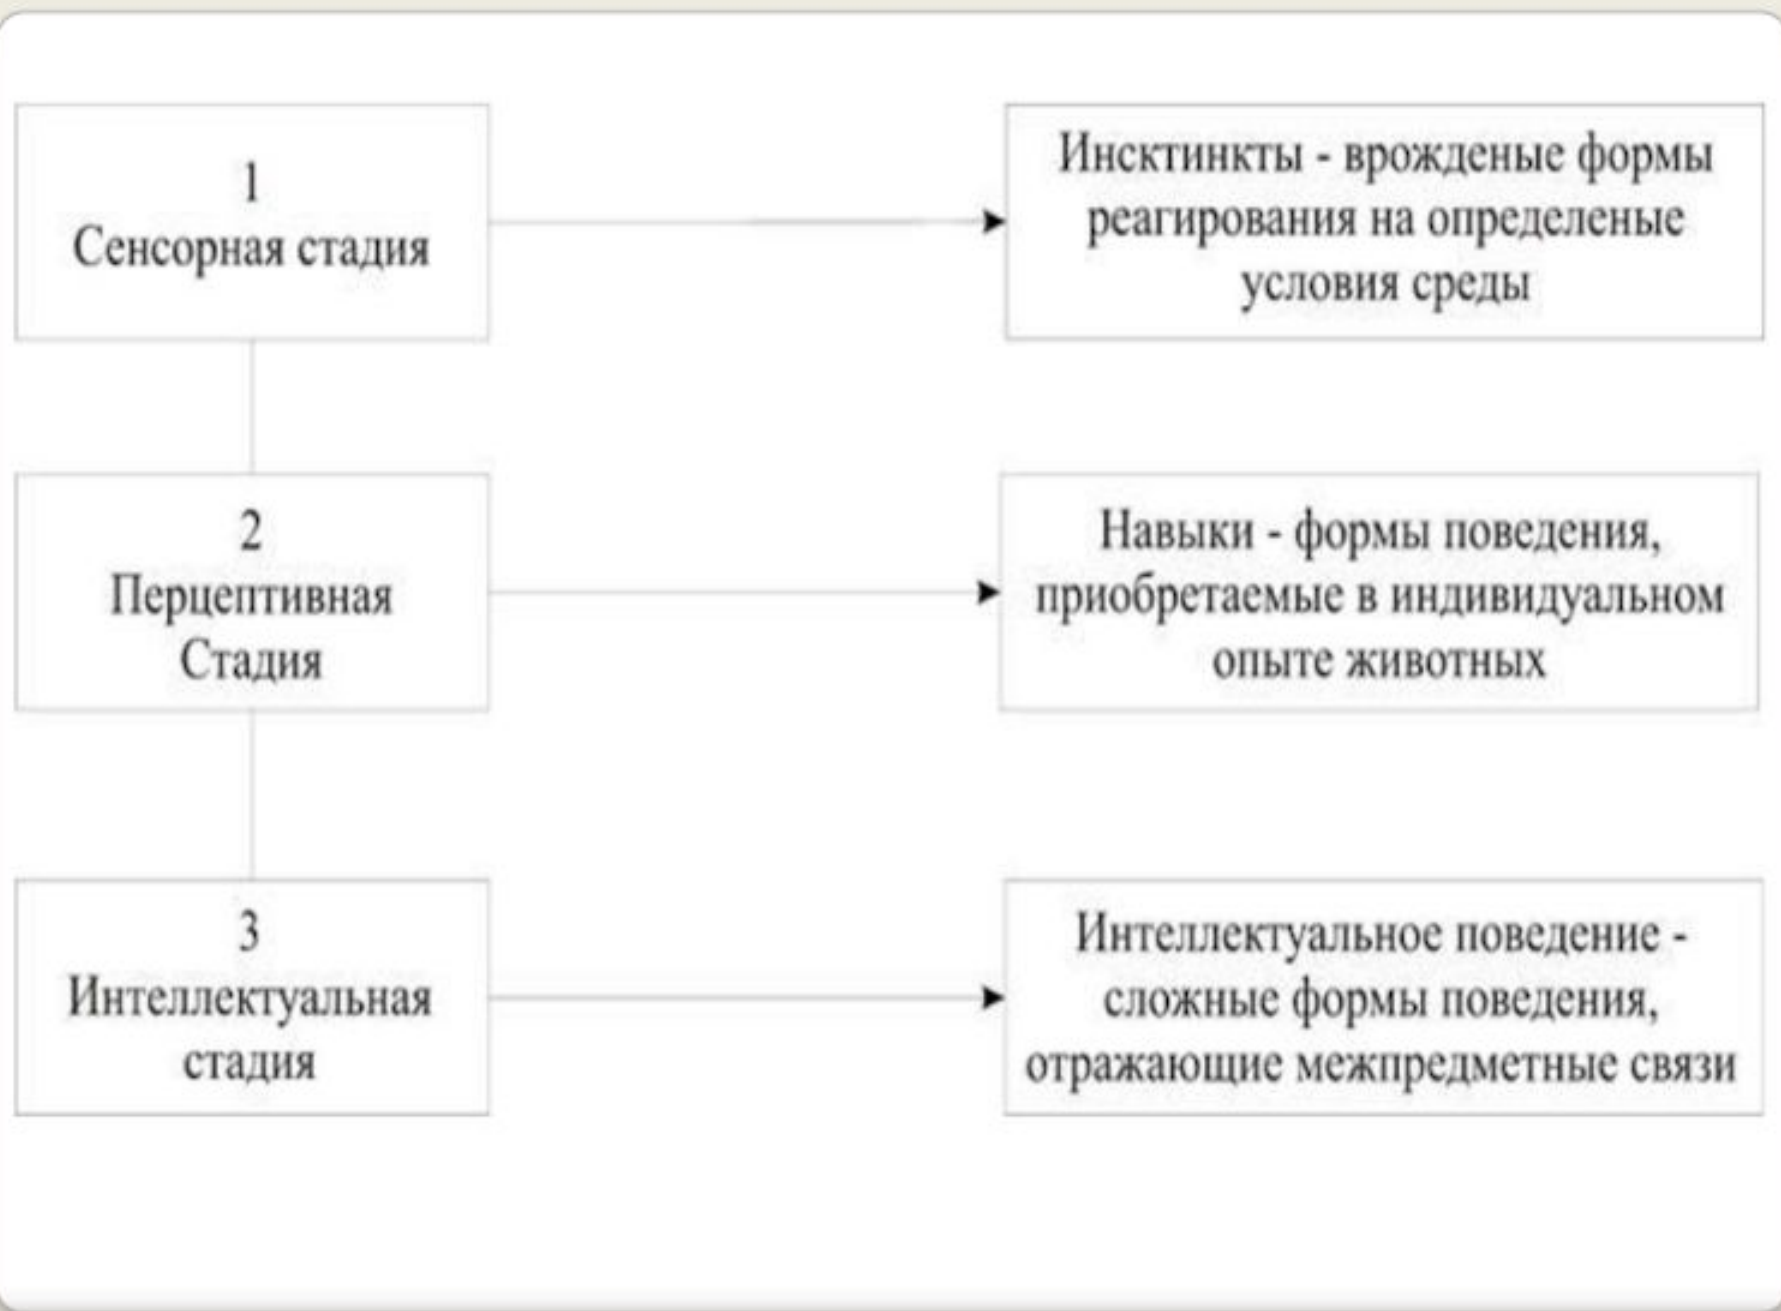 1
Сенсорная стадия
Инсктинкты - врожденые формы
реагирования на определеные
условия среды
2
Перцептивная
Стадия
Навыки - формы поведения,
приобретаемые в индивидуальном
опыте животных
3
Интеллектуальная
стадия
Интеллектуальное поведение -
сложные формы поведения,
отражающие межпредметные связи